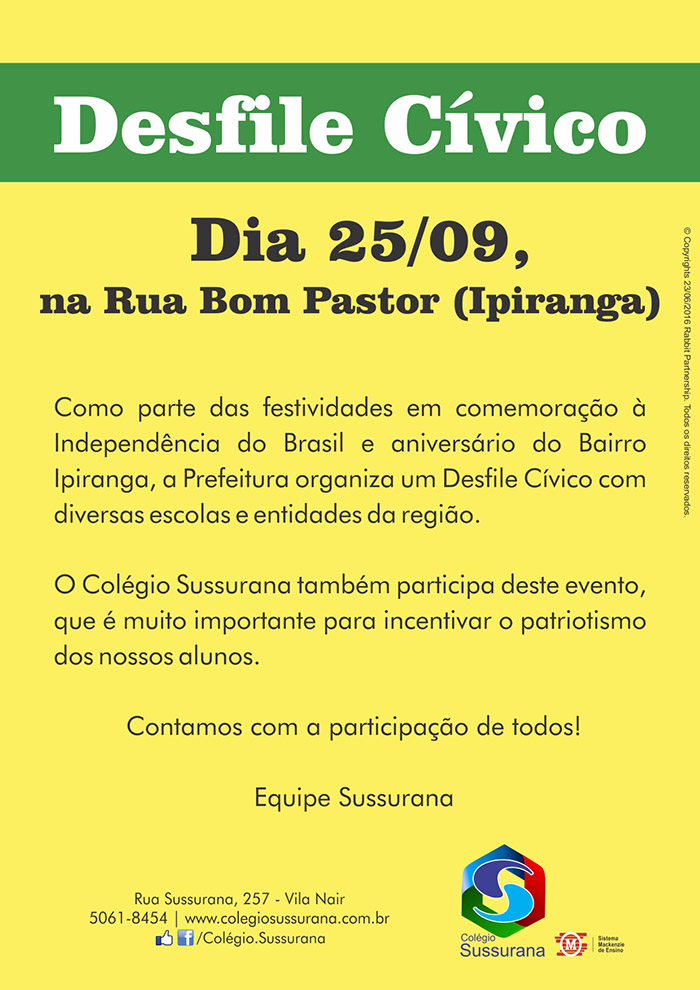 Desfile Cívico
Dia 25/09,
na Rua Bom Pastor (Ipiranga)
Como parte das festividades em comemoração à
Independência do Brasil e aniversário do Bairro
Ipiranga, a Prefeitura organiza um Desfile Cívico com
diversas escolas e entidades da região.
O Colégio Sussurana também participa deste evento,
que é muito importante para incentivar o patriotismo
dos nossos alunos.
Contamos com a participação de todos!
Equipe Sussurana
Rua Sussurana, 257 - Vila Nair
5061-8454 | www.colegiosussurana.com.br
f /Colégio.Sussurana
Colégio
Sussurana
M
Sistema
Mackenzie
de Ensino
© Copyrights 23/06/2016 Rabbit Partnership. Todos os direitos reservados.